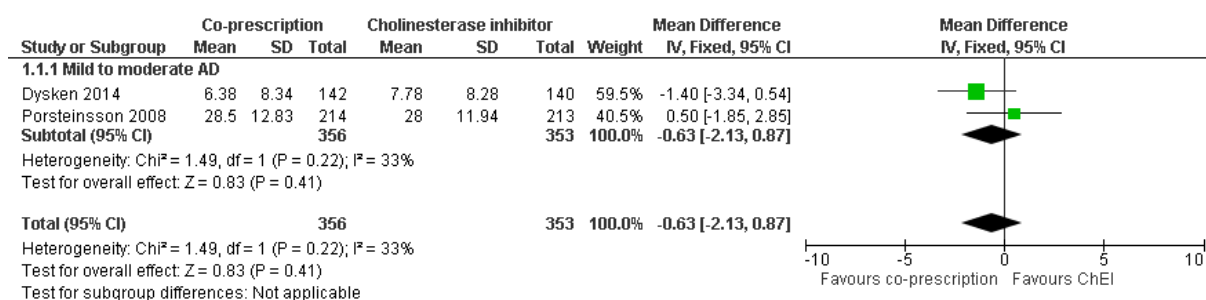 Co-prescription Cholinesterase inhibitor Mean Difference Mean Difference
Study or Subgroup Mean SD Total Mean SD Total Weight IV, Fixed, 95% CI IV, Fixed, 95% CI
1.1.1 Mild to moderate AD
Dysken 2014 6.38 8.34 142 7.78 8.28 140 59.5% -1.40 [-3.34, 0.54]
Porsteinsson 2008 28.5 12.83 214 28 11.94 213 40.5% 0.50 [-1.85, 2.85]
Subtotal (95% CI) 356 353 100.0% -0.63 [-2.13, 0.87]
Heterogeneity: Chi² = 1.49, df = 1 (P = 0.22); I² = 33%
Test for overall effect: Z = 0.83 (P = 0.41)
Total (95% CI) 356 353 100.0% -0.63 [-2.13, 0.87]
Heterogeneity: Chi² = 1.49, df = 1 (P = 0.22); I² = 33%
Test for overall effect: Z = 0.83 (P = 0.41)
Test for subgroup differences: Not applicable
-10 -5 0 5 10
Favours co-prescription Favours ChEI